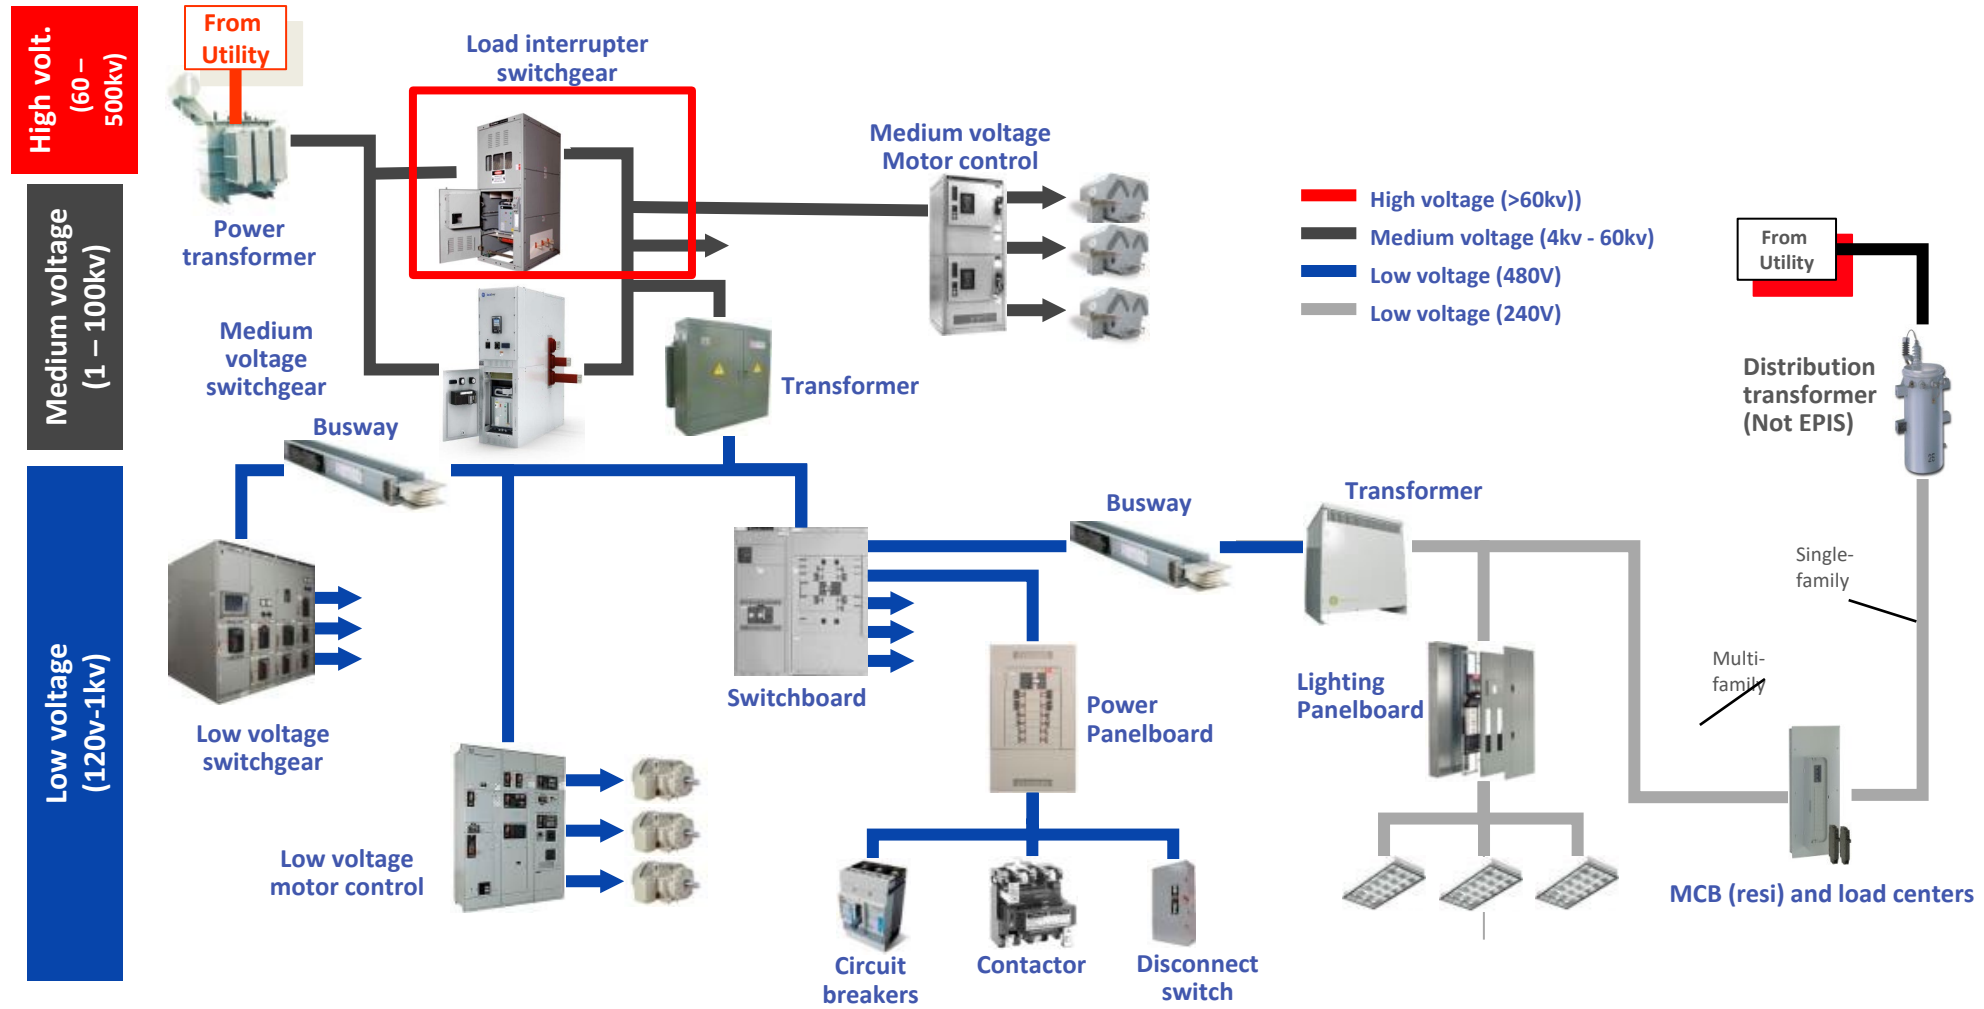 High volt.
(60 –
500kv)
From
Utility
Load interrupter
switchgear
Medium voltage
Motor control
Power
transformer
Medium voltage
(1 – 100kv)
High voltage (>60kv))
Medium voltage (4kv - 60kv)
Low voltage (480V)
Low voltage (240V)
From
Utility
Medium
voltage
switchgear
Transformer
Distribution
transformer
(Not EPIS)
26
Busway
Low voltage
(120v-1kv)
Busway
Transformer
Single-
family
Multi-
family
Low voltage
switchgear
Switchboard
Power
Panelboard
Lighting
Panelboard
Low voltage
motor control
MCB (resi) and load centers
Circuit
breakers
Contactor
Disconnect
switch